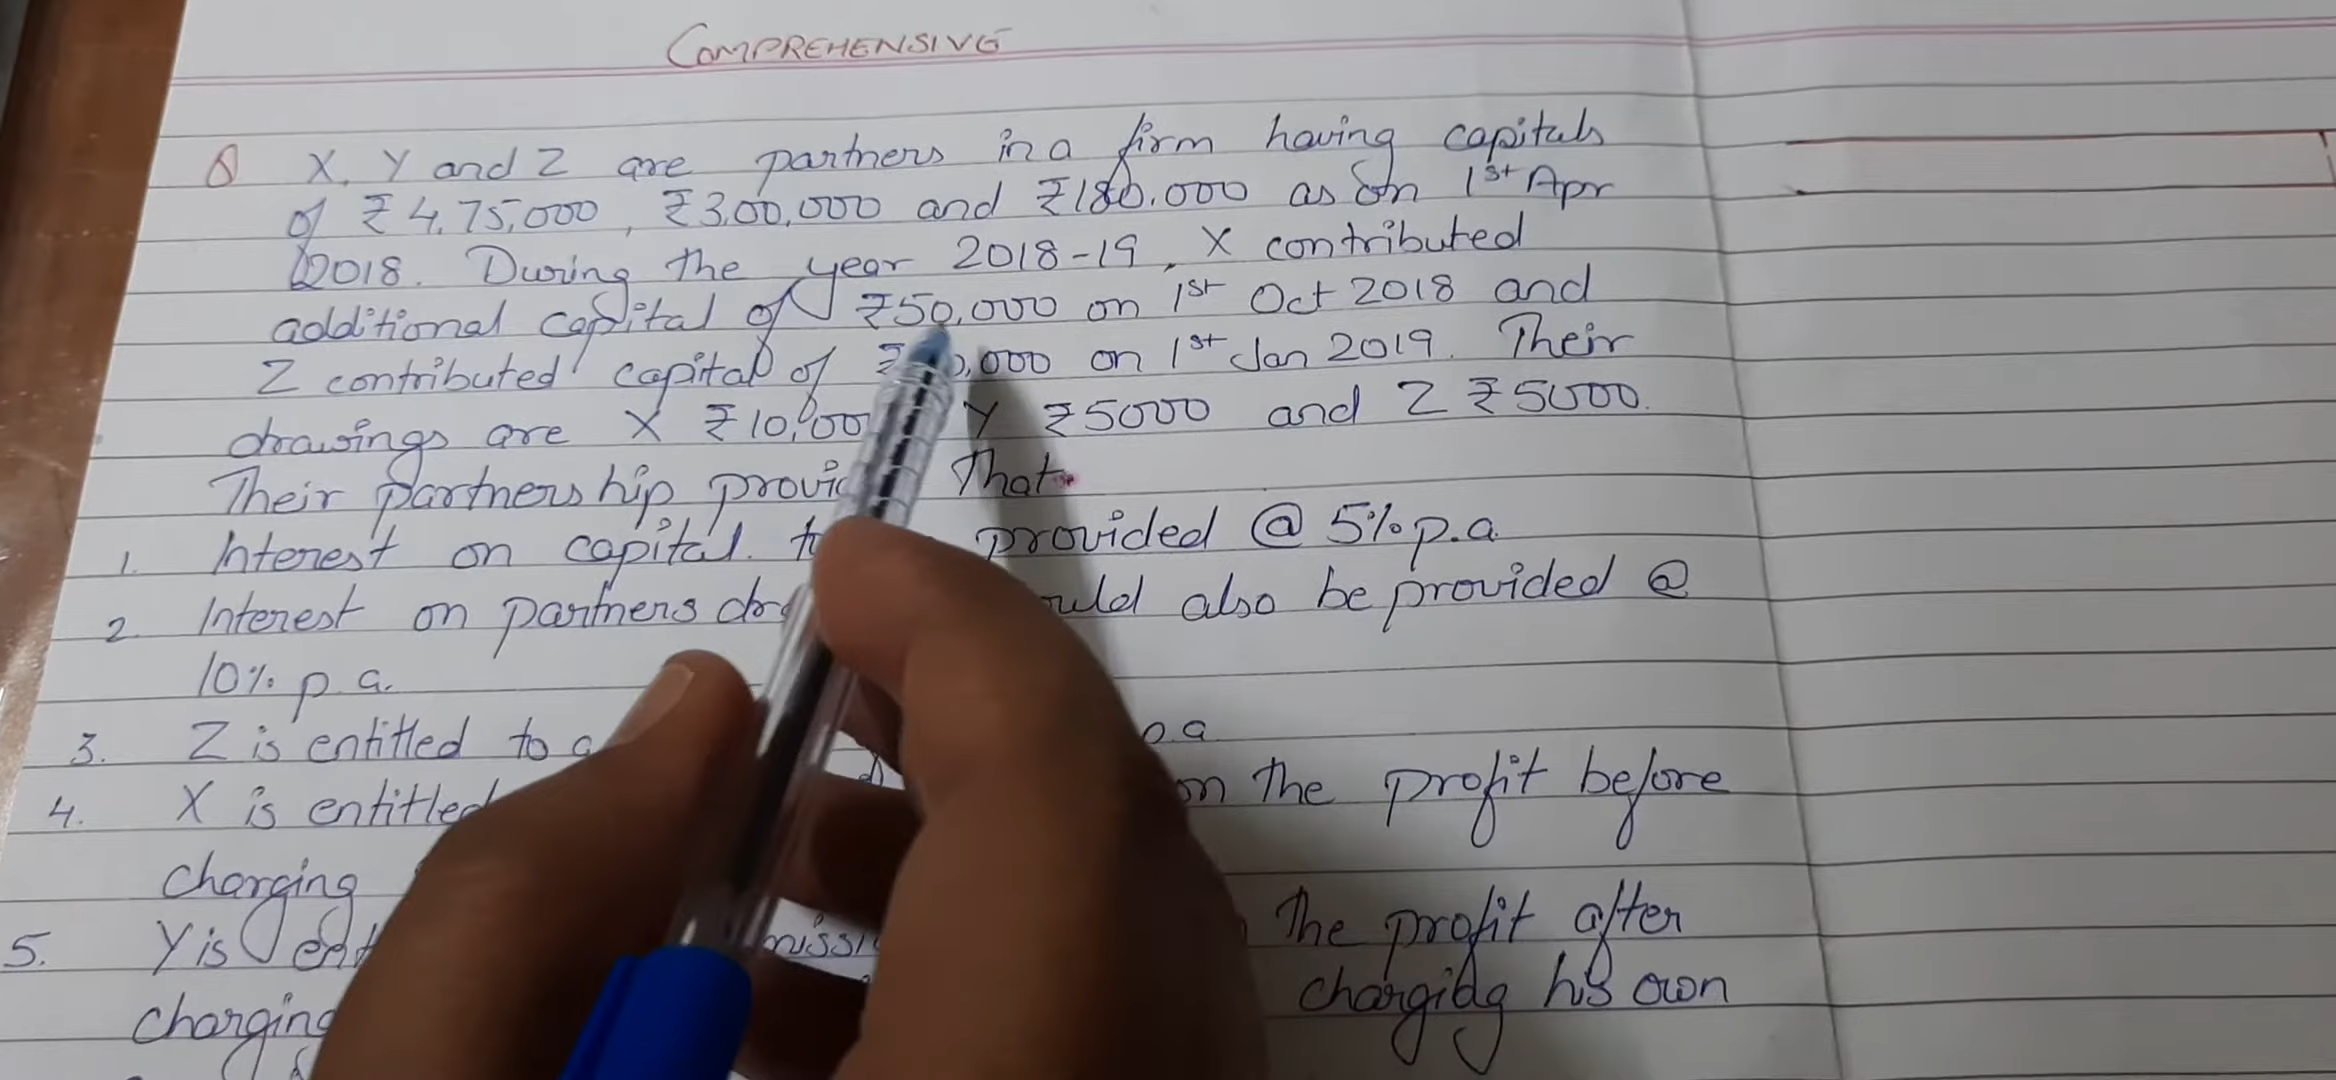 COMPREHENSIVE
Q X, Y and Z are partners in a firm having capitals
of ₹4,75,000, ₹3,00,000 and ₹180,000 as on 1st Apr
2018. During the year 2018-19, X contributed
additional capital of ₹50,000 on 1st Oct 2018 and
Z contributed capital of ,000 on 1st Jan 2019. Their
drawings are X ₹10,00 Y ₹5000 and Z ₹5000.
Their partnership That
1. Interest on capital provided @ 5% p.a.
2. Interest on partners also be provided @
10% p.a.
3. Z is entitled to p.a
4. X is entitled on the profit before
charging
5. Y is the profit after
charging charging his own